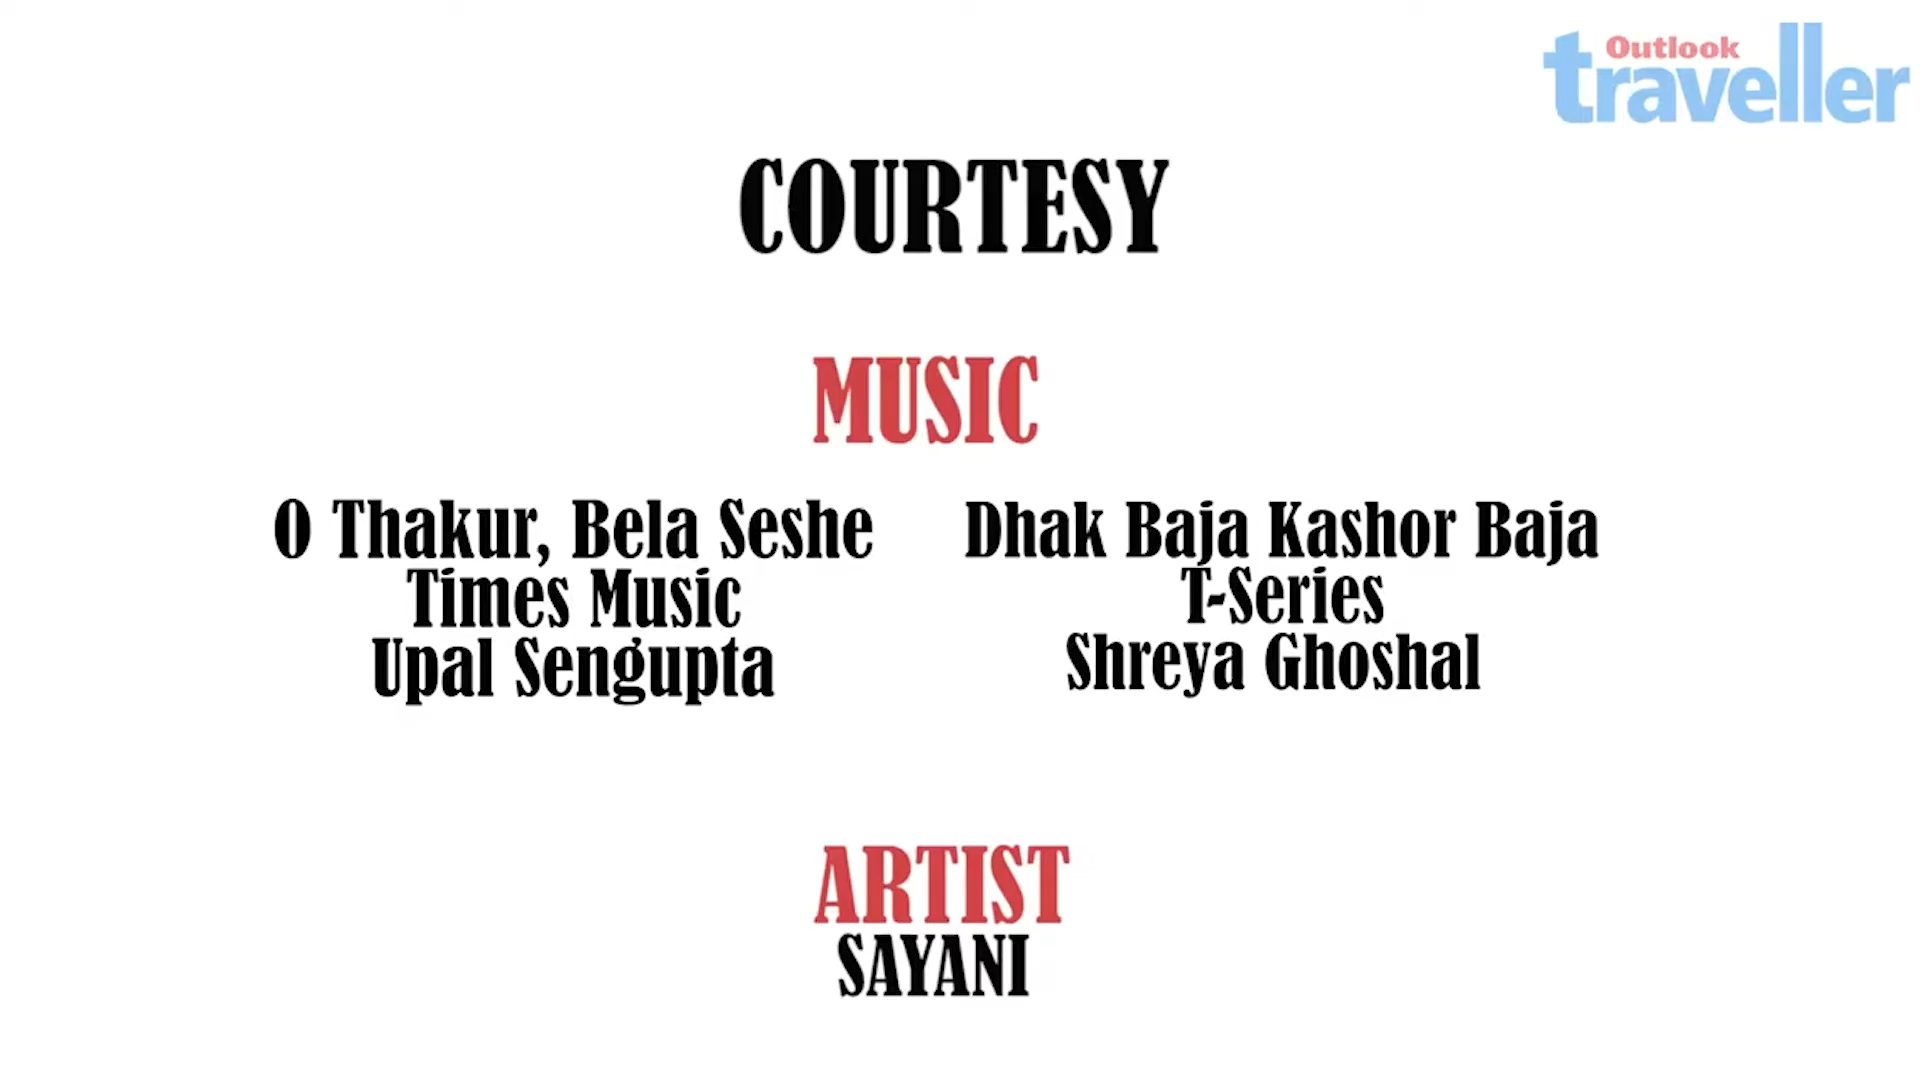 Outlook
traveller
COURTESY
MUSIC
O Thakur, Bela Seshe
Times Music
Upal Sengupta
Dhak Baja Kashor Baja
T-Series
Shreya Ghoshal
ARTIST
SAYANI